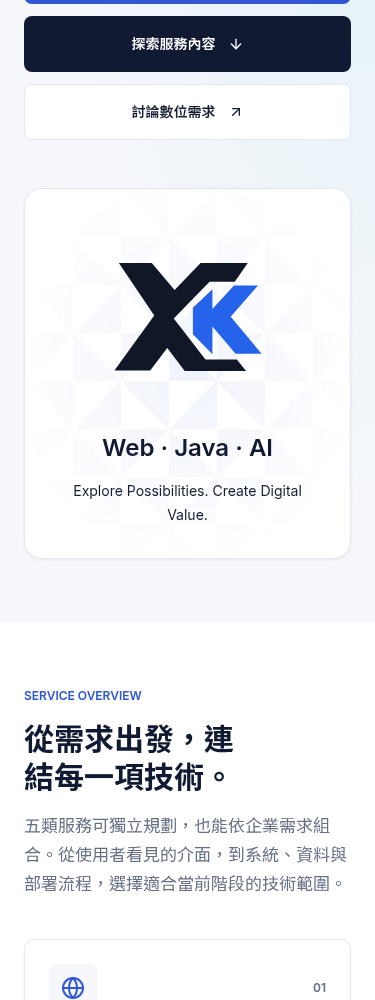 探索服務內容
討論數位需求
XK
Web · Java · AI
Explore Possibilities. Create Digital
Value.
SERVICE OVERVIEW
從需求出發，連
結每一項技術。
五類服務可獨立規劃，也能依企業需求組
合。從使用者看見的介面，到系統、資料與
部署流程，選擇適合當前階段的技術範圍。
01